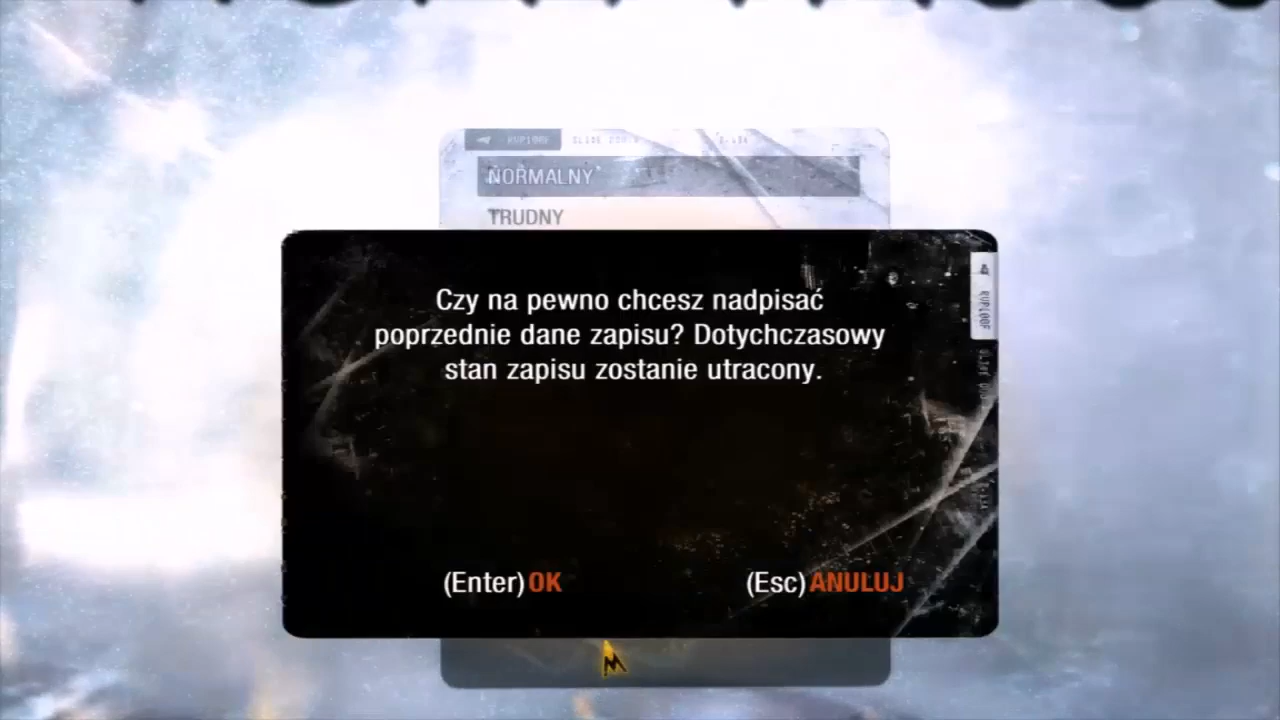 NORMALNY
TRUDNY
Czy na pewno chcesz nadpisać
poprzednie dane zapisu? Dotychczasowy
stan zapisu zostanie utracony.
(Enter) OK
(Esc) ANULUJ